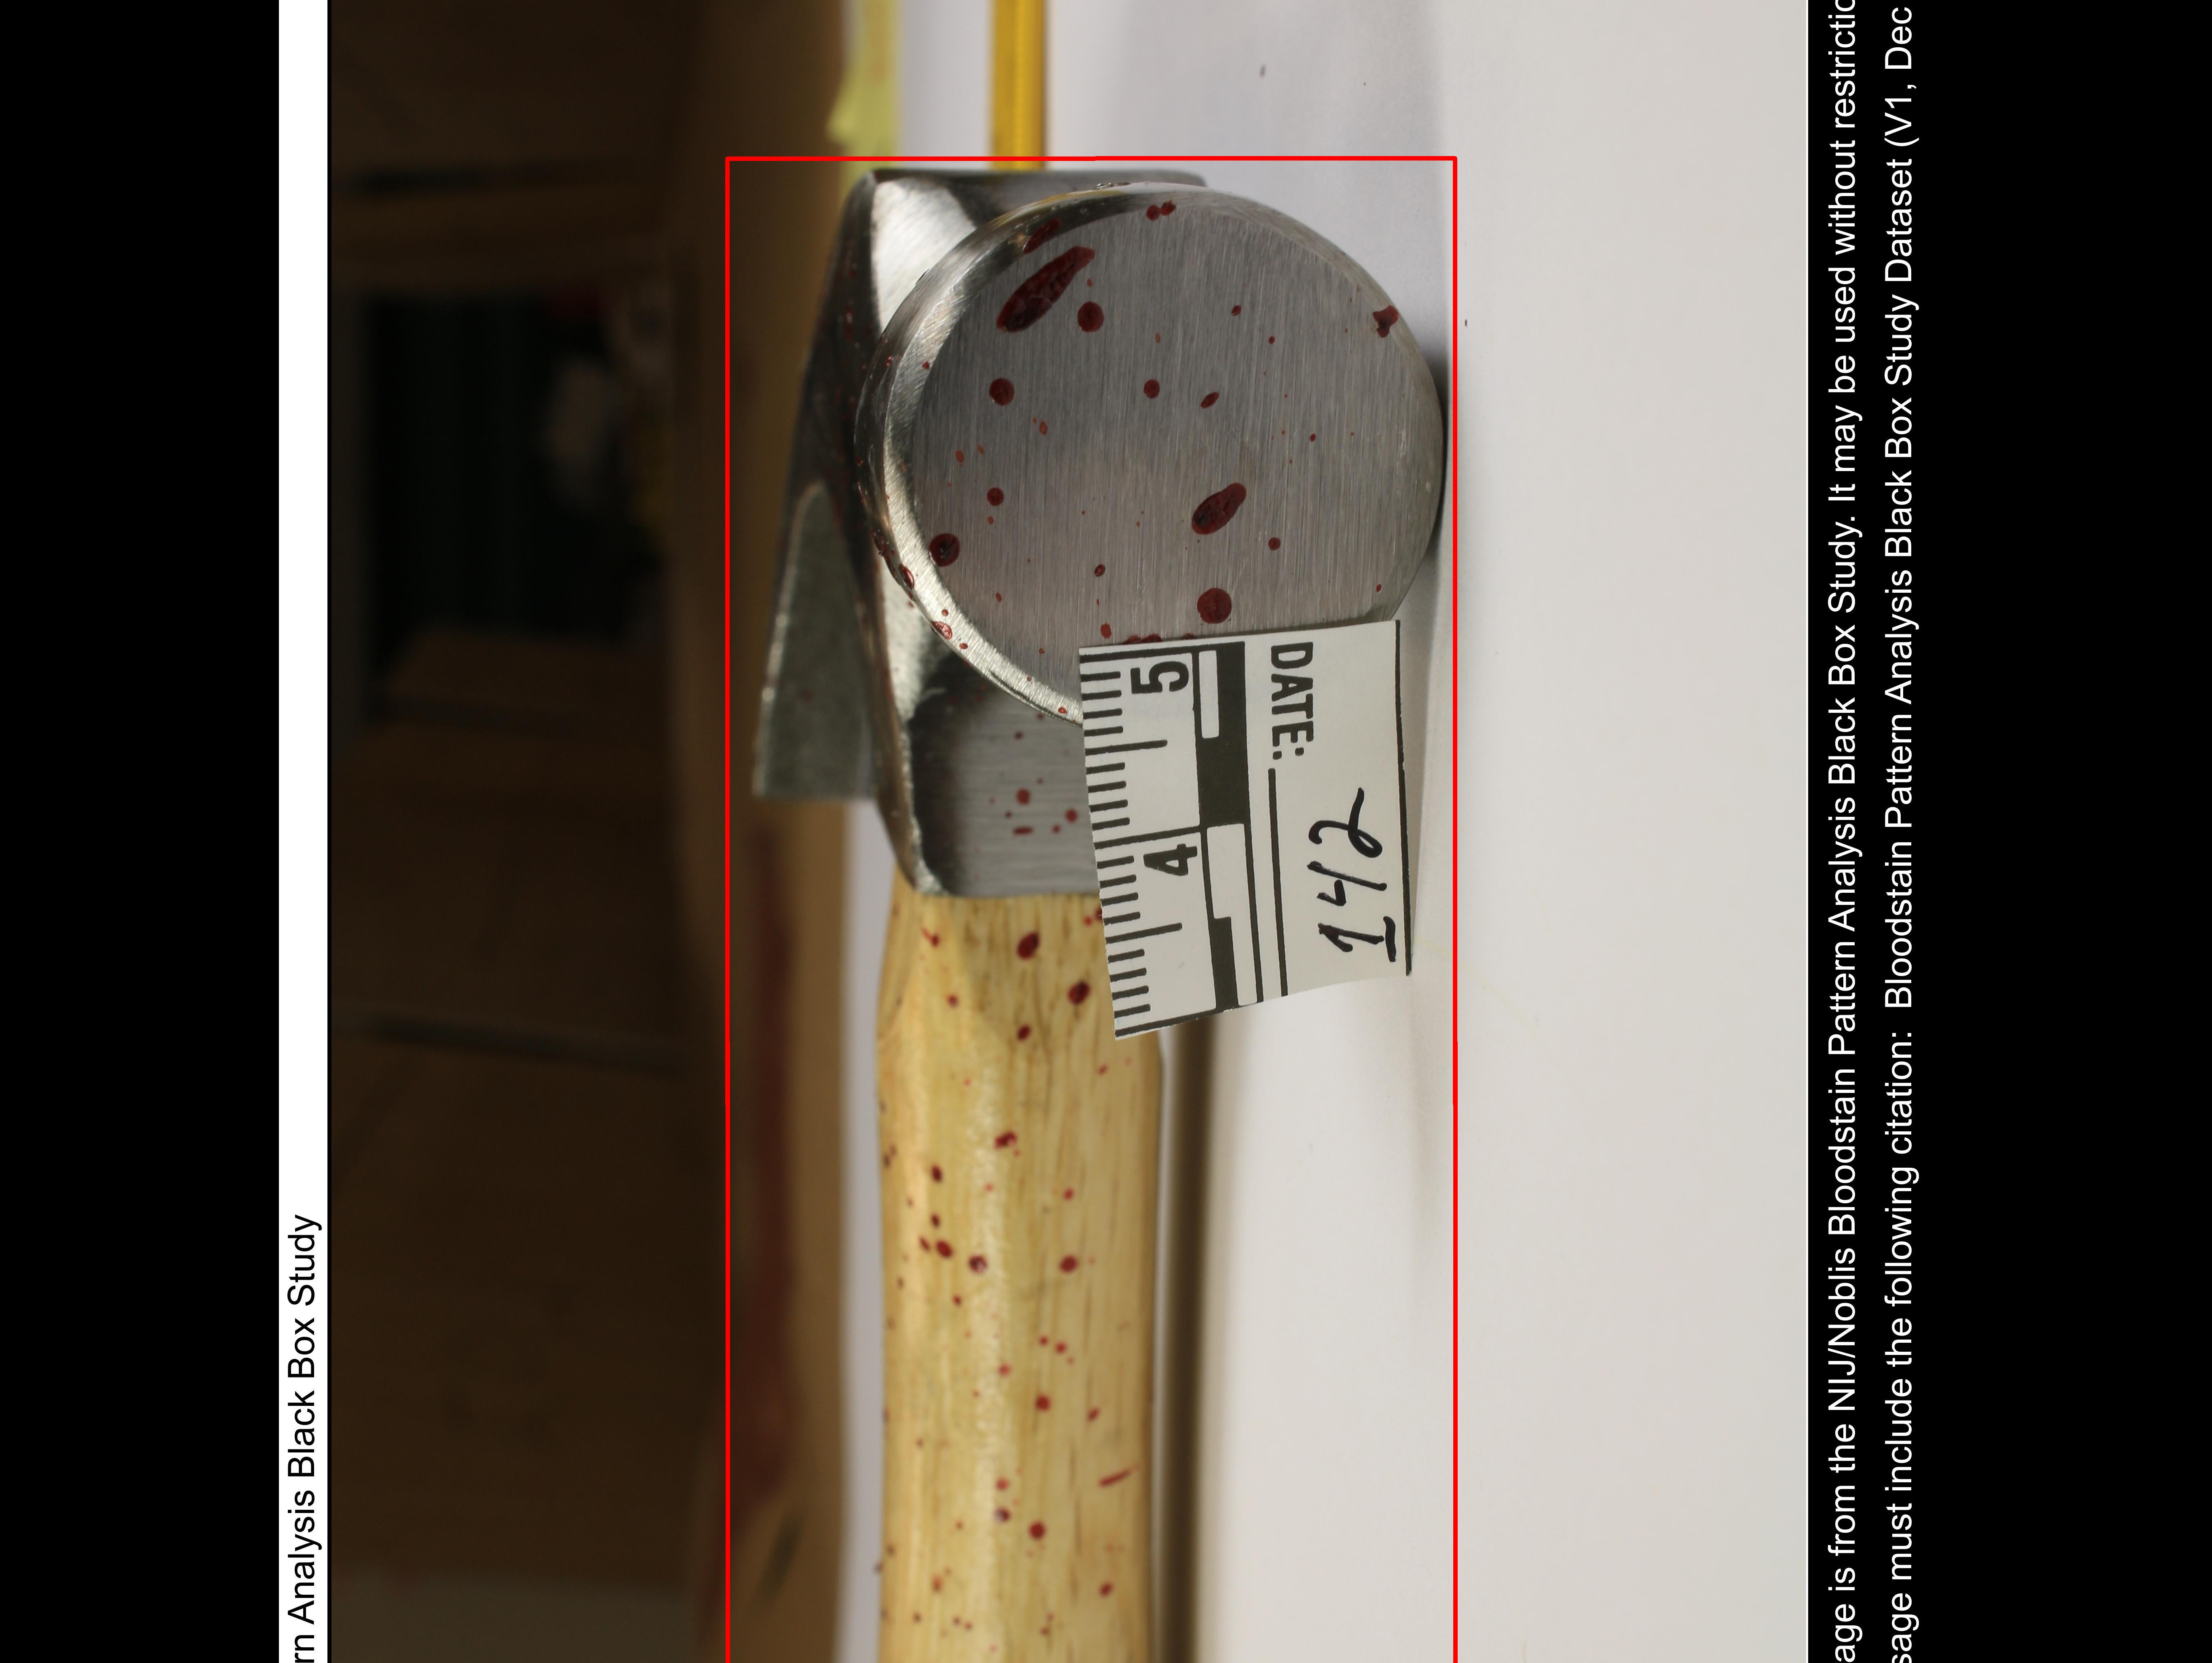 rn Analysis Black Box Study
5
4
DATE:
142
age is from the NIJ/Noblis Bloodstain Pattern Analysis Black Box Study. It may be used without restrictio
sage must include the following citation: Bloodstain Pattern Analysis Black Box Study Dataset (V1, Dec